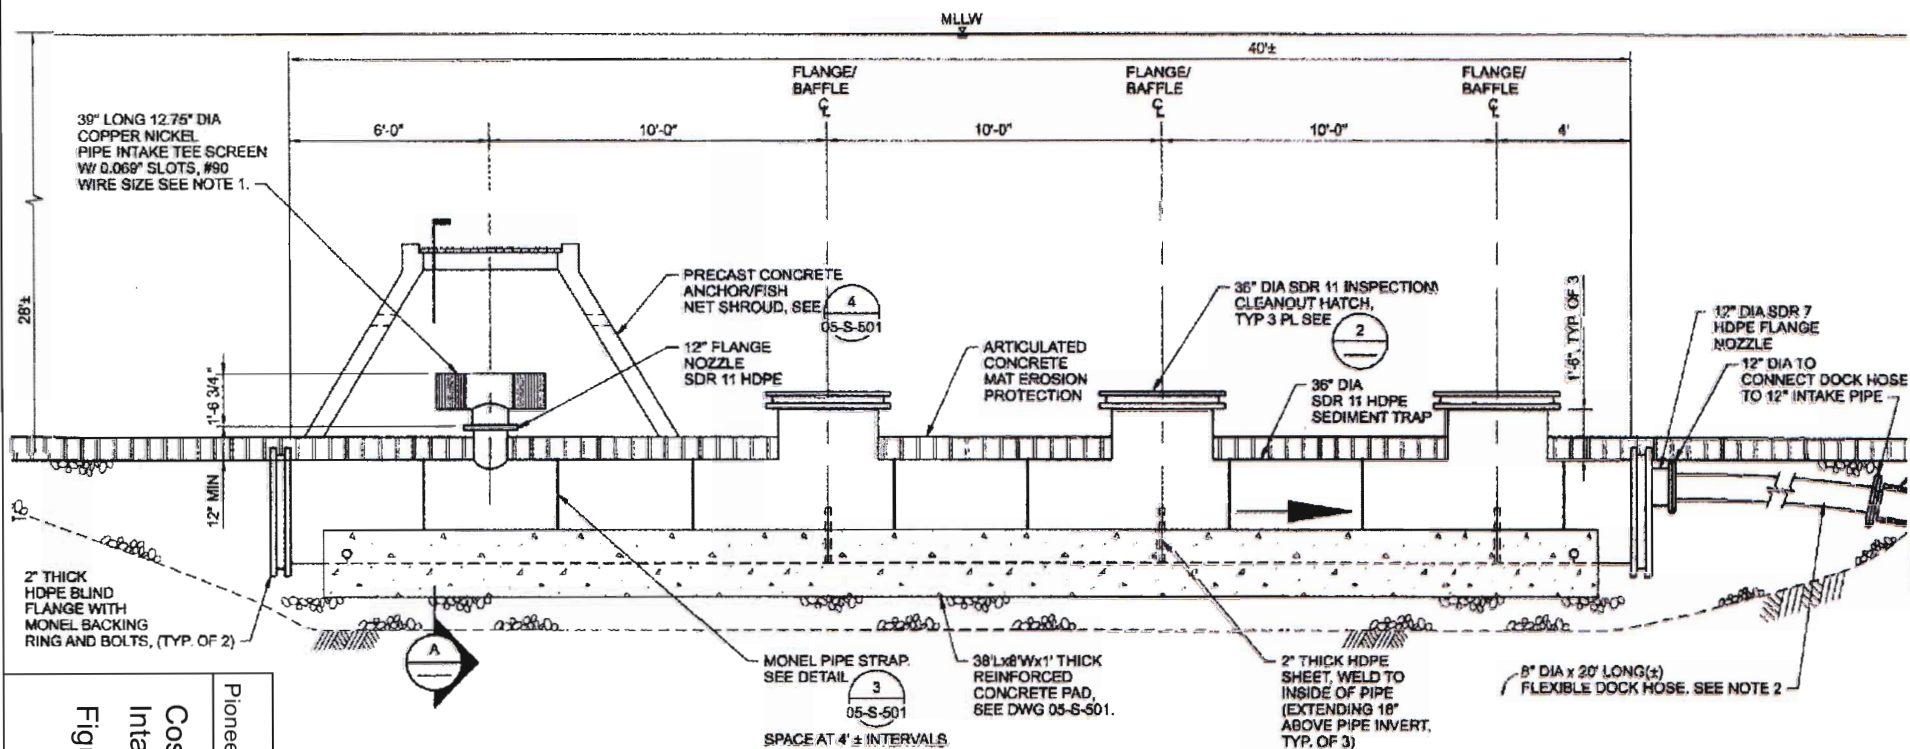 MLLW
40'±
FLANGE/
BAFFLE
FLANGE/
BAFFLE
FLANGE/
BAFFLE
6'-0"
10'-0"
10'-0"
10'-0"
4'
39" LONG 12.75" DIA
COPPER NICKEL
PIPE INTAKE TEE SCREEN
W/ 0.069" SLOTS, #90
WIRE SIZE SEE NOTE 1.
28'±
PRECAST CONCRETE
ANCHOR/FISH
NET SHROUD, SEE
4
05-S-501
12" FLANGE
NOZZLE
SDR 11 HDPE
ARTICULATED
CONCRETE
MAT EROSION
PROTECTION
36" DIA SDR 11 INSPECTION
CLEANOUT HATCH,
TYP 3 PL SEE
2
36" DIA
SDR 11 HDPE
SEDIMENT TRAP
1'-6", TYP OF 3
12" DIA SDR 7
HDPE FLANGE
NOZZLE
12" DIA TO
CONNECT DOCK HOSE
TO 12" INTAKE PIPE
1'-6 3/4"
12" MIN
2" THICK
HDPE BLIND
FLANGE WITH
MONEL BACKING
RING AND BOLTS, (TYP. OF 2)
A
MONEL PIPE STRAP.
SEE DETAIL
3
05-S-501
SPACE AT 4' ± INTERVALS
38'Lx8'Wx1' THICK
REINFORCED
CONCRETE PAD,
SEE DWG 05-S-501.
2" THICK HDPE
SHEET, WELD TO
INSIDE OF PIPE
(EXTENDING 18"
ABOVE PIPE INVERT,
TYP. OF 3)
8" DIA x 20' LONG(±)
FLEXIBLE DOCK HOSE. SEE NOTE 2
Pionee
Cos
Inta
Fig